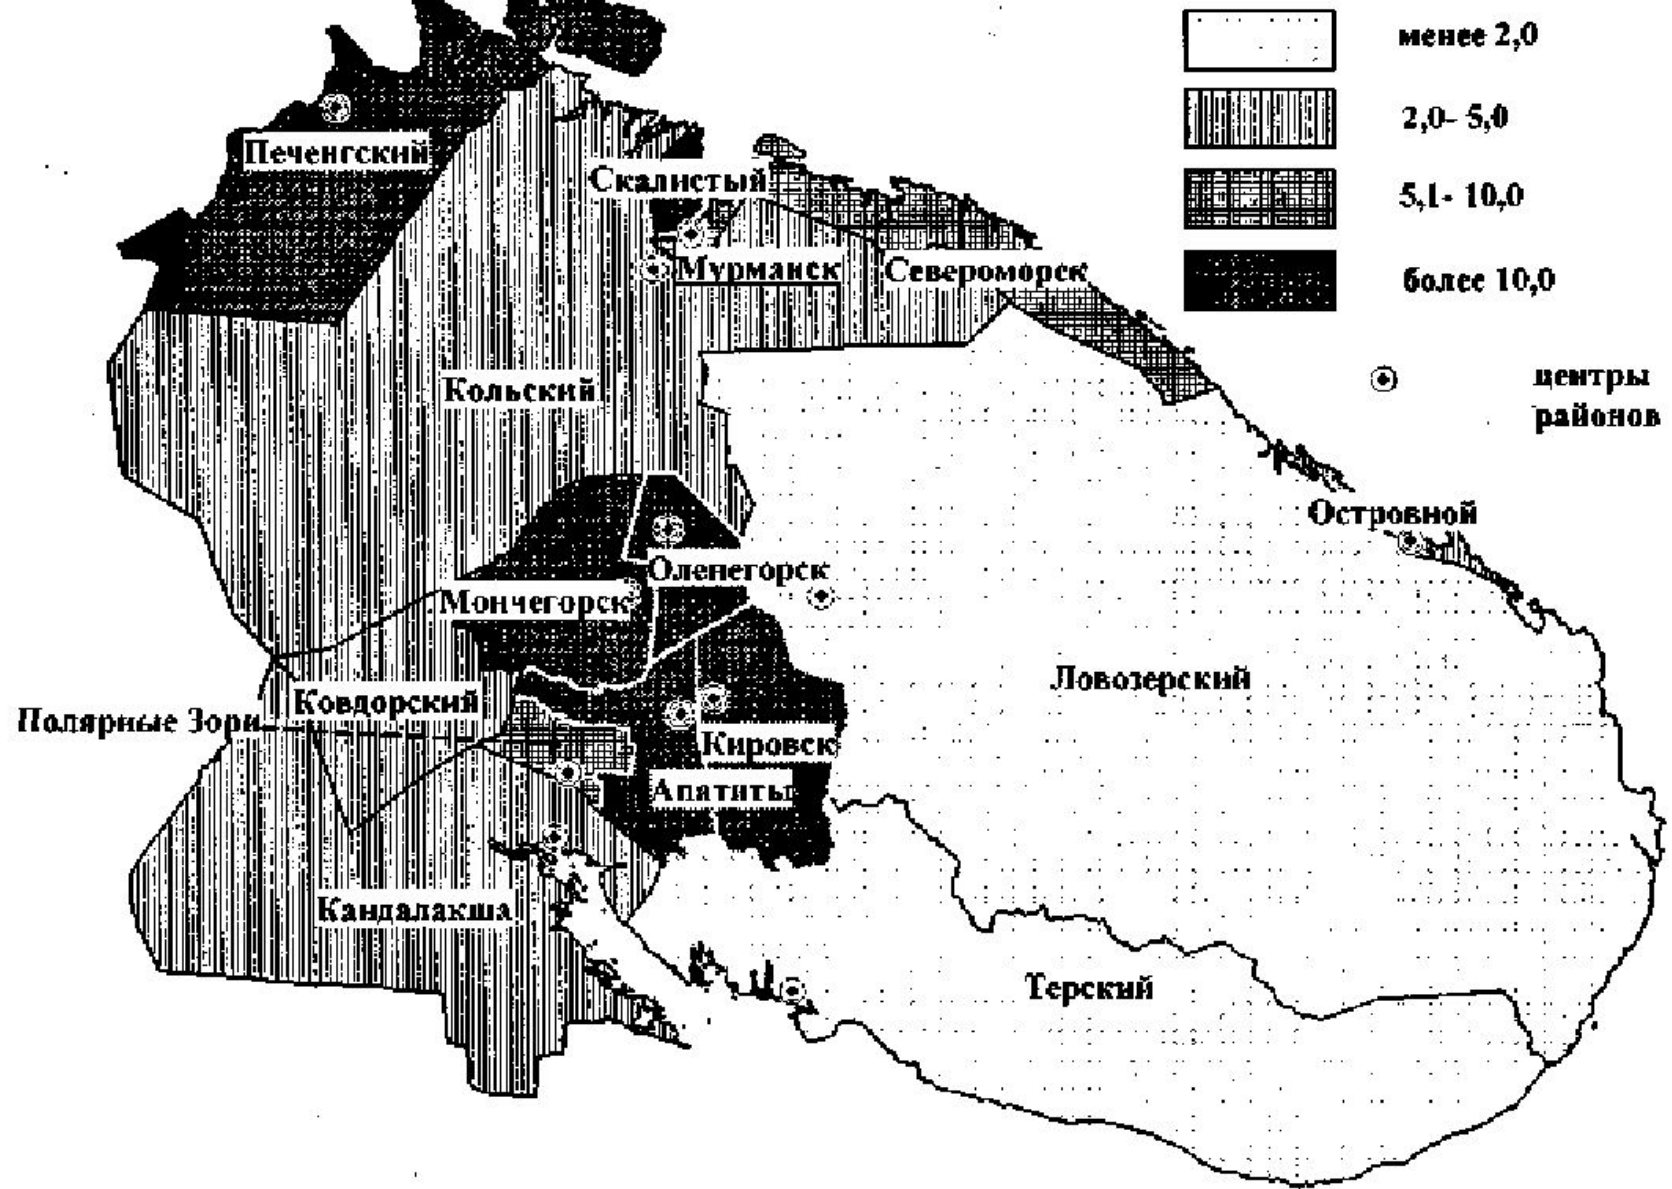 менее 2,0
2,0- 5,0
5,1- 10,0
более 10,0
центры
районов
Печенгский
Скалистый
Мурманск
Североморск
Кольский
Островной
Оленегорск
Мончегорск
Ловозерский
Ковдорский
Полярные Зори
Кировск
Апатиты
Кандалакша
Терский